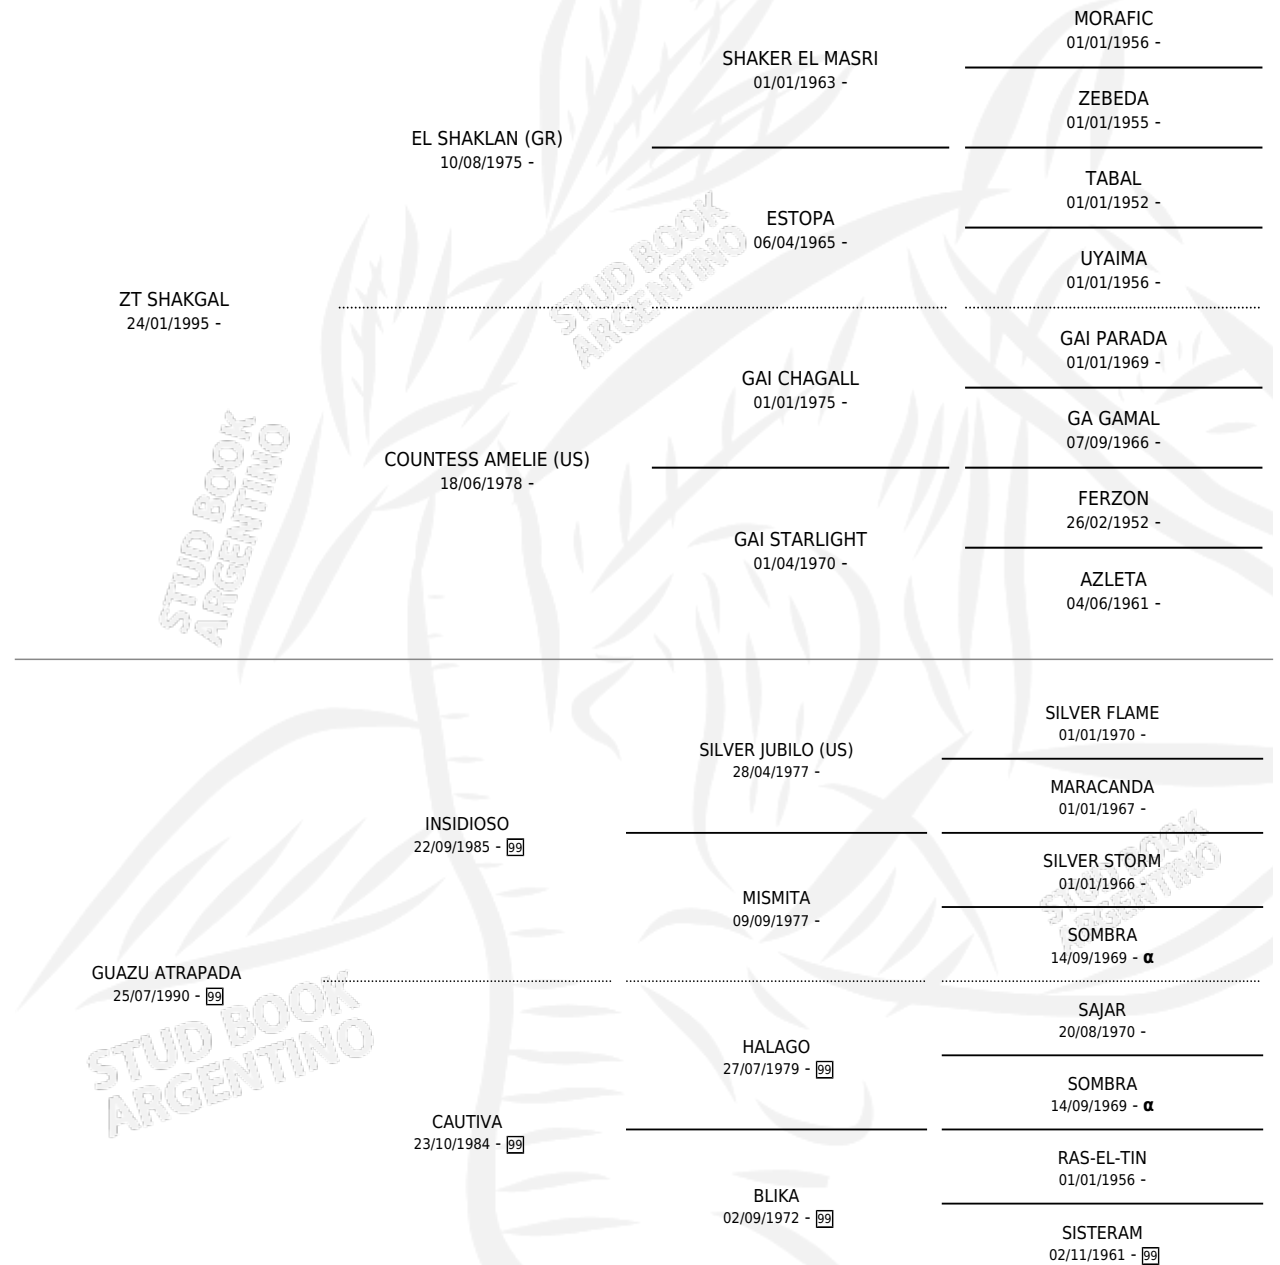 MORAFIC
01/01/1956 -
SHAKER EL MASRI
01/01/1963 -
ZEBEDA
01/01/1955 -
EL SHAKLAN (GR)
10/08/1975 -
TABAL
01/01/1952 -
ESTOPA
06/04/1965 -
UYAIMA
01/01/1956 -
ZT SHAKGAL
24/01/1995 -
GAI PARADA
01/01/1969 -
GAI CHAGALL
01/01/1975 -
GA GAMAL
07/09/1966 -
COUNTESS AMELIE (US)
18/06/1978 -
FERZON
26/02/1952 -
GAI STARLIGHT
01/04/1970 -
AZLETA
04/06/1961 -
SILVER FLAME
01/01/1970 -
SILVER JUBILO (US)
28/04/1977 -
MARACANDA
01/01/1967 -
INSIDIOSO
22/09/1985 - 99
SILVER STORM
01/01/1966 -
MISMITA
09/09/1977 -
SOMBRA
14/09/1969 - α
GUAZU ATRAPADA
25/07/1990 - 99
SAJAR
20/08/1970 -
HALAGO
27/07/1979 - 99
SOMBRA
14/09/1969 - α
CAUTIVA
23/10/1984 - 99
RAS-EL-TIN
01/01/1956 -
BLIKA
02/09/1972 - 99
SISTERAM
02/11/1961 - 99
STUD BOOK
ARGENTINO
STUD BOOK
ARGENTINO
STUD BOOK
ARGENTINO
STUD BOOK
ARGENTINO